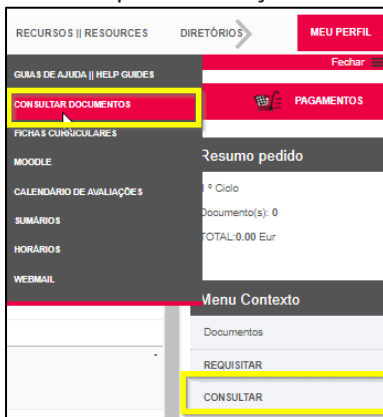 RECURSOS || RESOURCES
DIRETÓRIOS
MEU PERFIL
Fechar
GUIAS DE AJUDA || HELP GUIDES
CONSULTAR DOCUMENTOS
PAGAMENTOS
FICHAS CURRICULARES
MOODLE
CALENDÁRIO DE AVALIAÇÕES
SUMÁRIOS
HORÁRIOS
WEBMAIL
Resumo pedido
º Ciclo
Documento(s): 0
TOTAL:0.00 Eur
Menu Contexto
Documentos
REQUISITAR
CONSULTAR